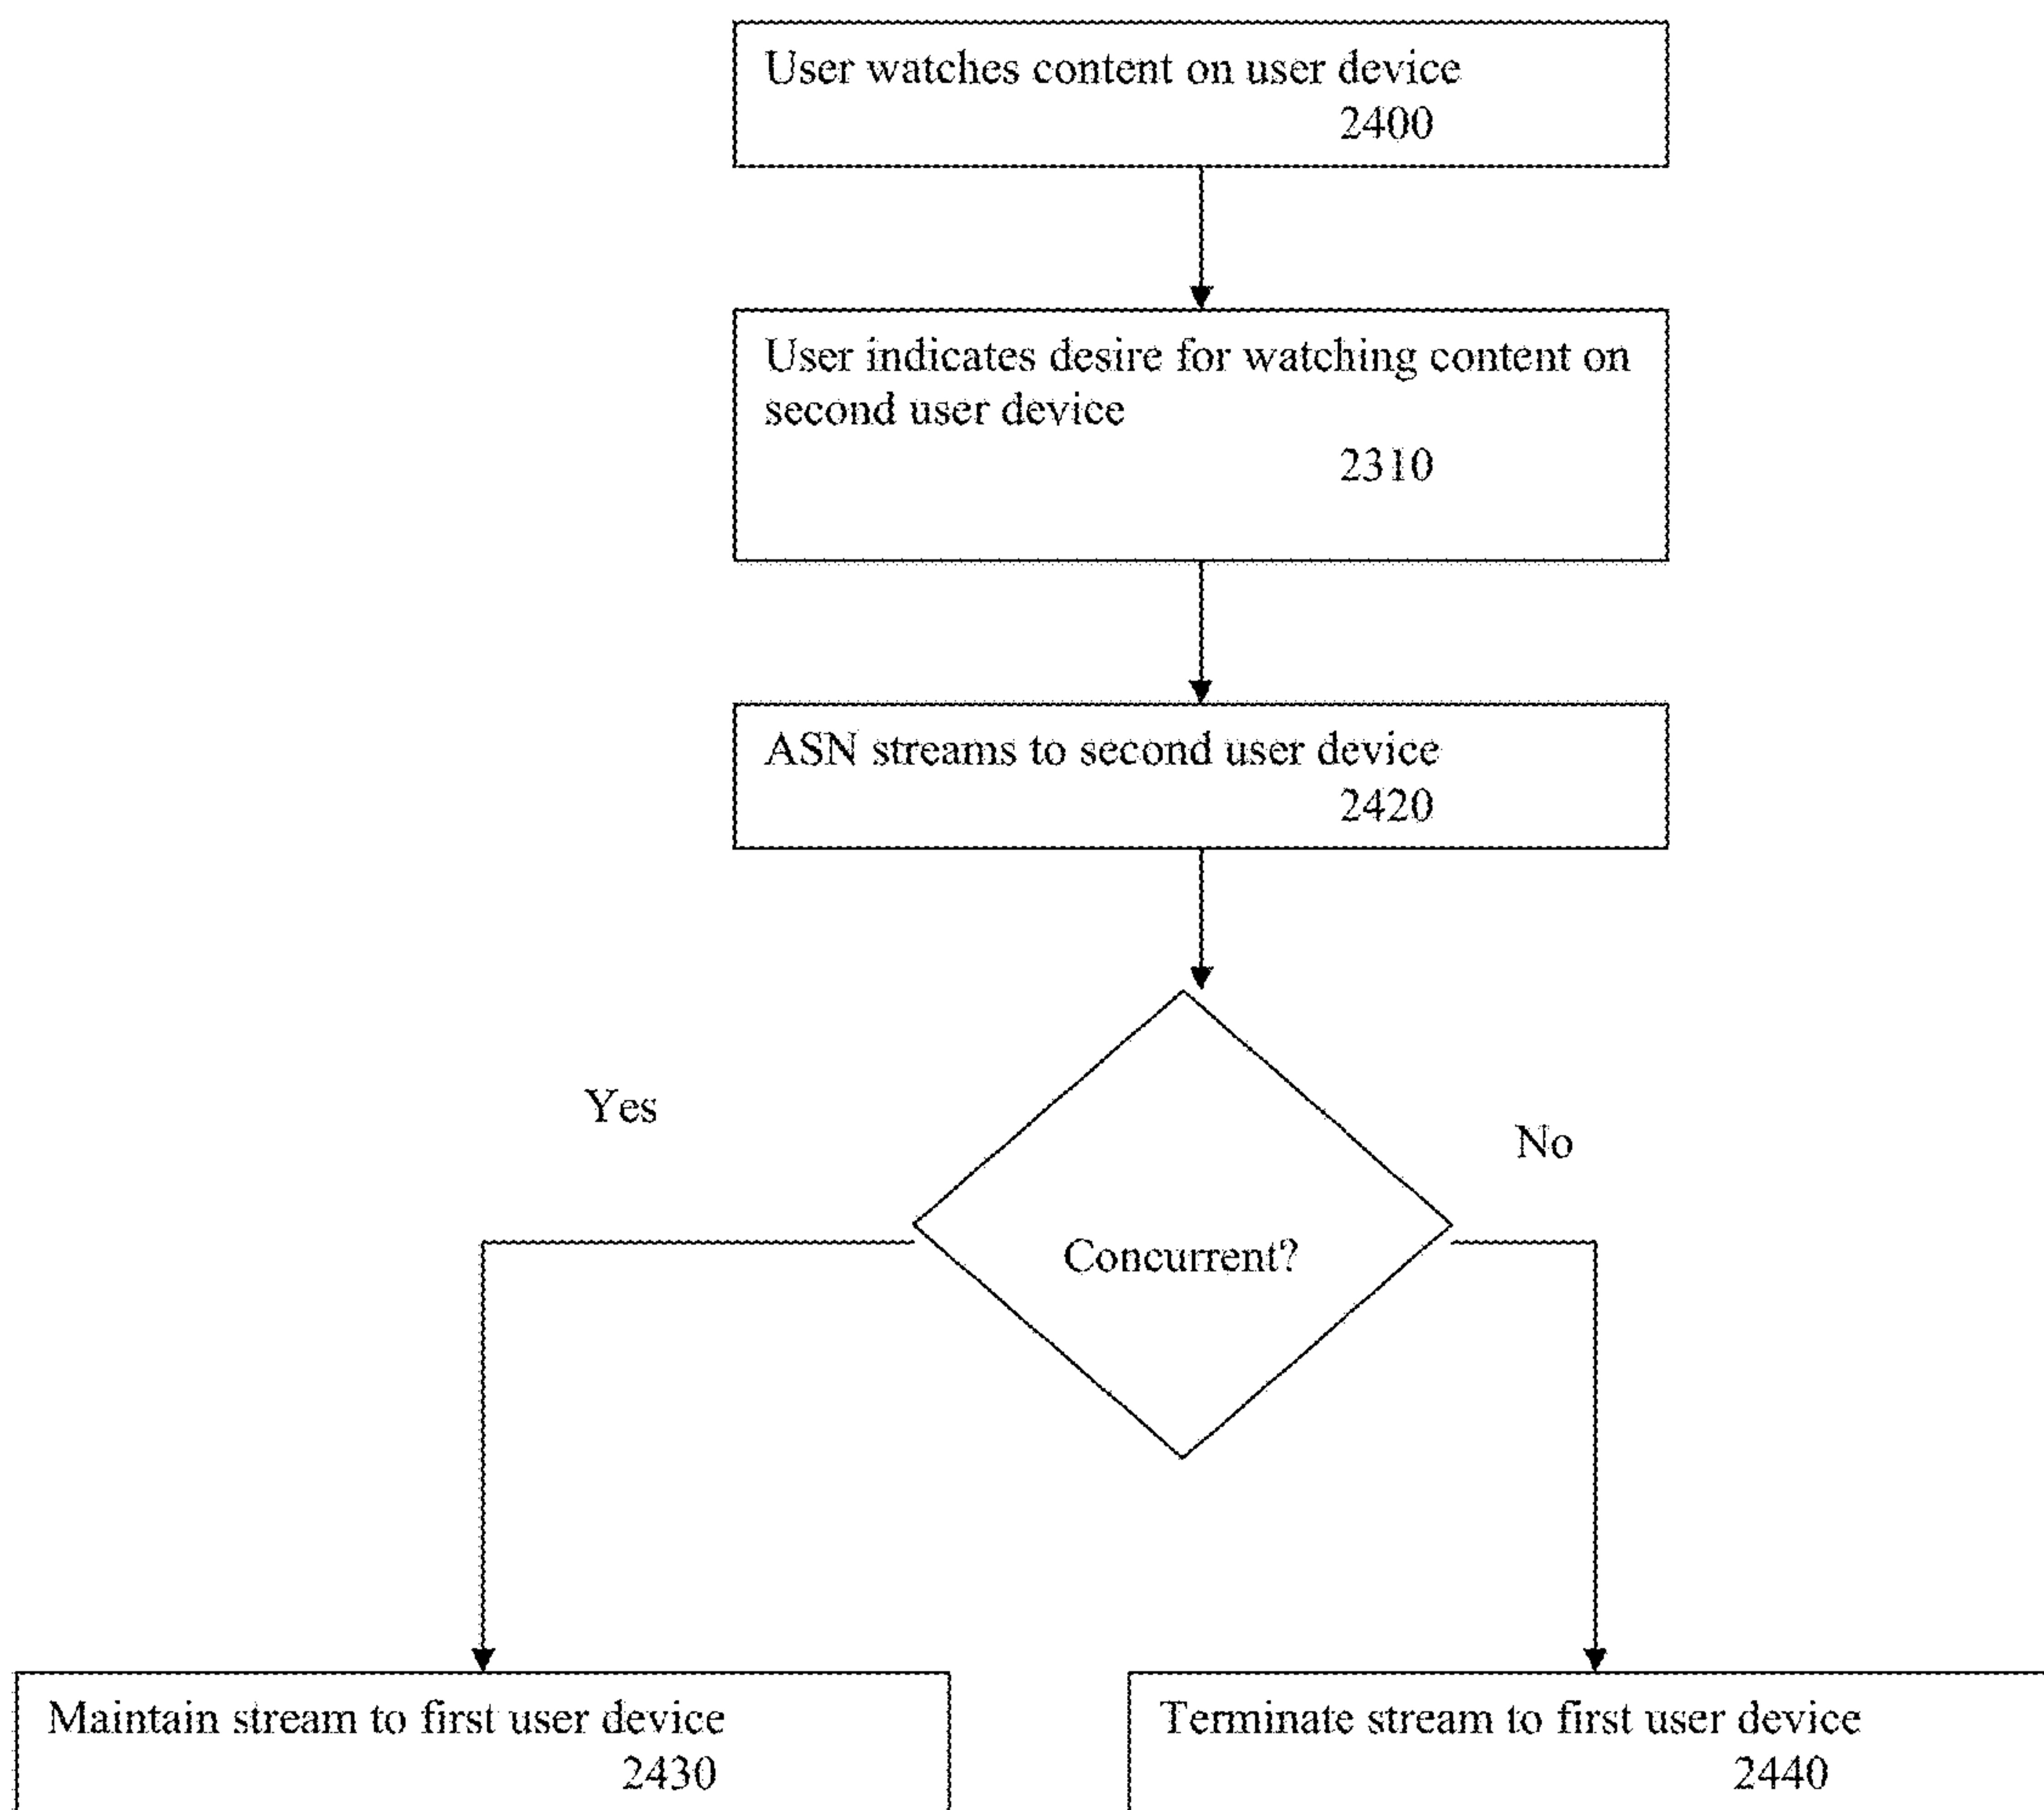 User watches content on user device
2400
User indicates desire for watching content on
second user device
2310
ASN streams to second user device
2420
Yes
No
Concurrent?
Maintain stream to first user device
2430
Terminate stream to first user device
2440